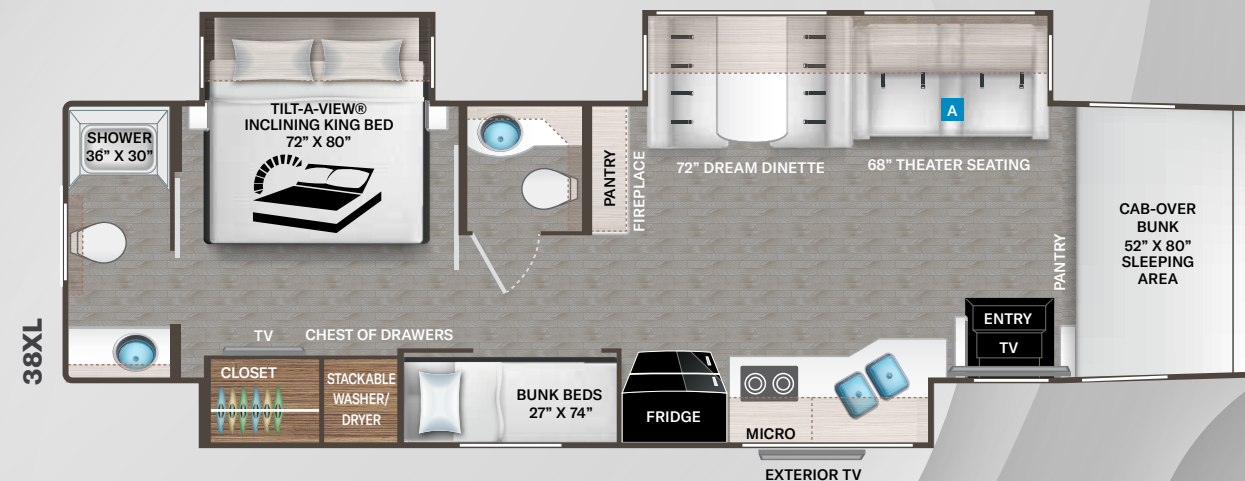 38XL
SHOWER
36" X 30"
TILT-A-VIEW®
INCLINING KING BED
72" X 80"
PANTRY
FIREPLACE
72" DREAM DINETTE
A
68" THEATER SEATING
CAB-OVER
BUNK
52" X 80"
SLEEPING
AREA
PANTRY
ENTRY
TV
TV
CHEST OF DRAWERS
CLOSET
STACKABLE
WASHER/
DRYER
BUNK BEDS
27" X 74"
FRIDGE
MICRO
EXTERIOR TV